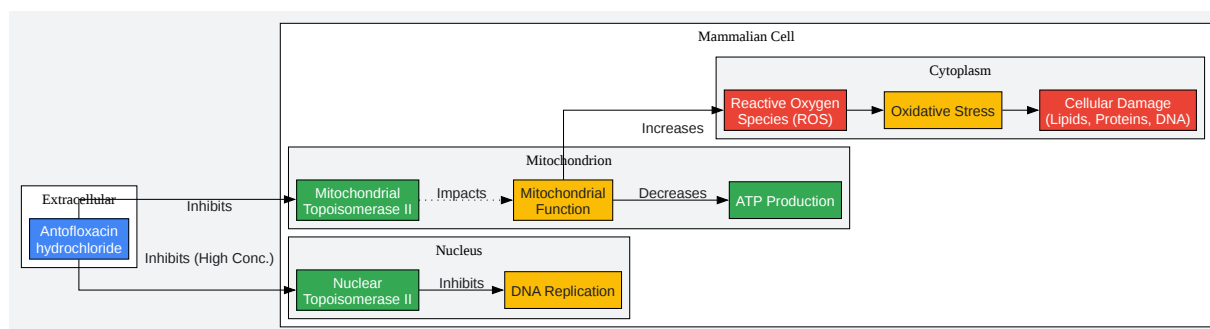 Mammalian Cell
Cytoplasm
Reactive Oxygen
Species (ROS)
Oxidative Stress
Cellular Damage
(Lipids, Proteins, DNA)
Increases
Mitochondrion
Mitochondrial
Topoisomerase II
Impacts
Mitochondrial
Function
Decreases
ATP Production
Extracellular
Antofloxacin
hydrochloride
Inhibits
Inhibits (High Conc.)
Nucleus
Nuclear
Topoisomerase II
Inhibits
DNA Replication